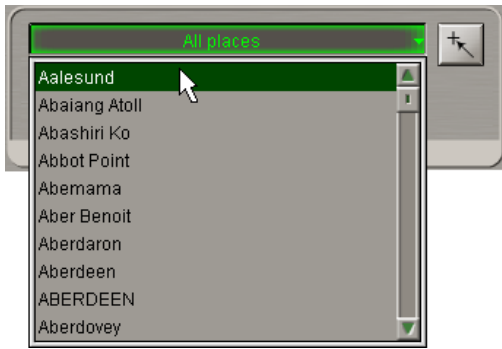 All places
Aalesund
Abaiang Atoll
Abashiri Ko
Abbot Point
Abemama
Aber Benoit
Aberdaron
Aberdeen
ABERDEEN
Aberdovey